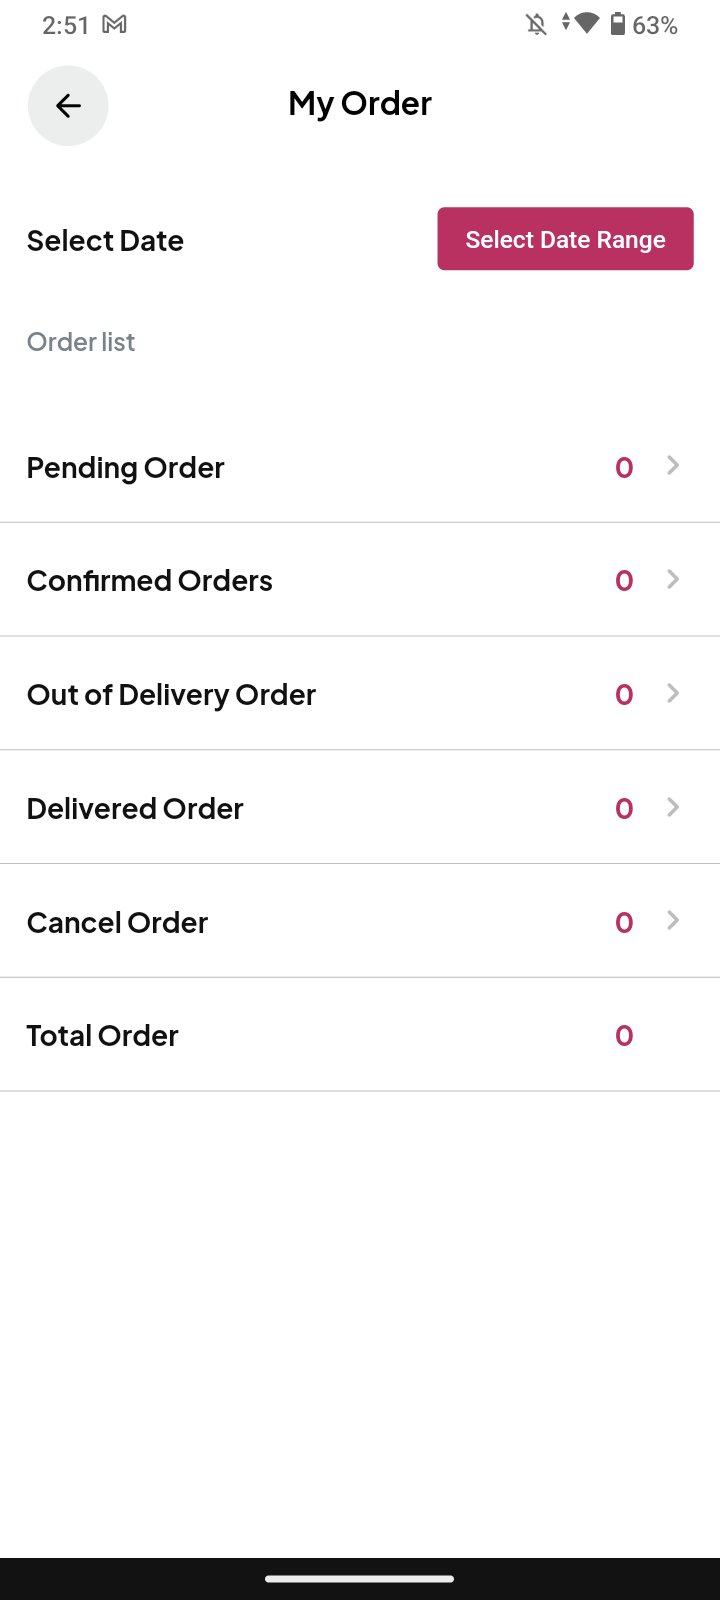 2:51 63%
My Order
Select Date Select Date Range
Order list
Pending Order 0
Confirmed Orders 0
Out of Delivery Order 0
Delivered Order 0
Cancel Order 0
Total Order 0